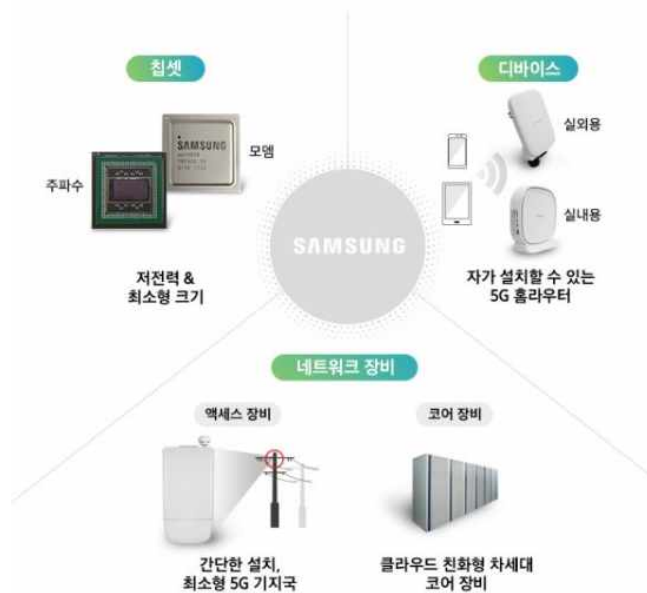 칩셋
SAMSUNG
모뎀
주파수
저전력 &
최소형 크기
디바이스
실외용
실내용
자가 설치할 수 있는
5G 홈라우터
SAMSUNG
네트워크 장비
액세스 장비
간단한 설치,
최소형 5G 기지국
코어 장비
클라우드 친화형 차세대
코어 장비